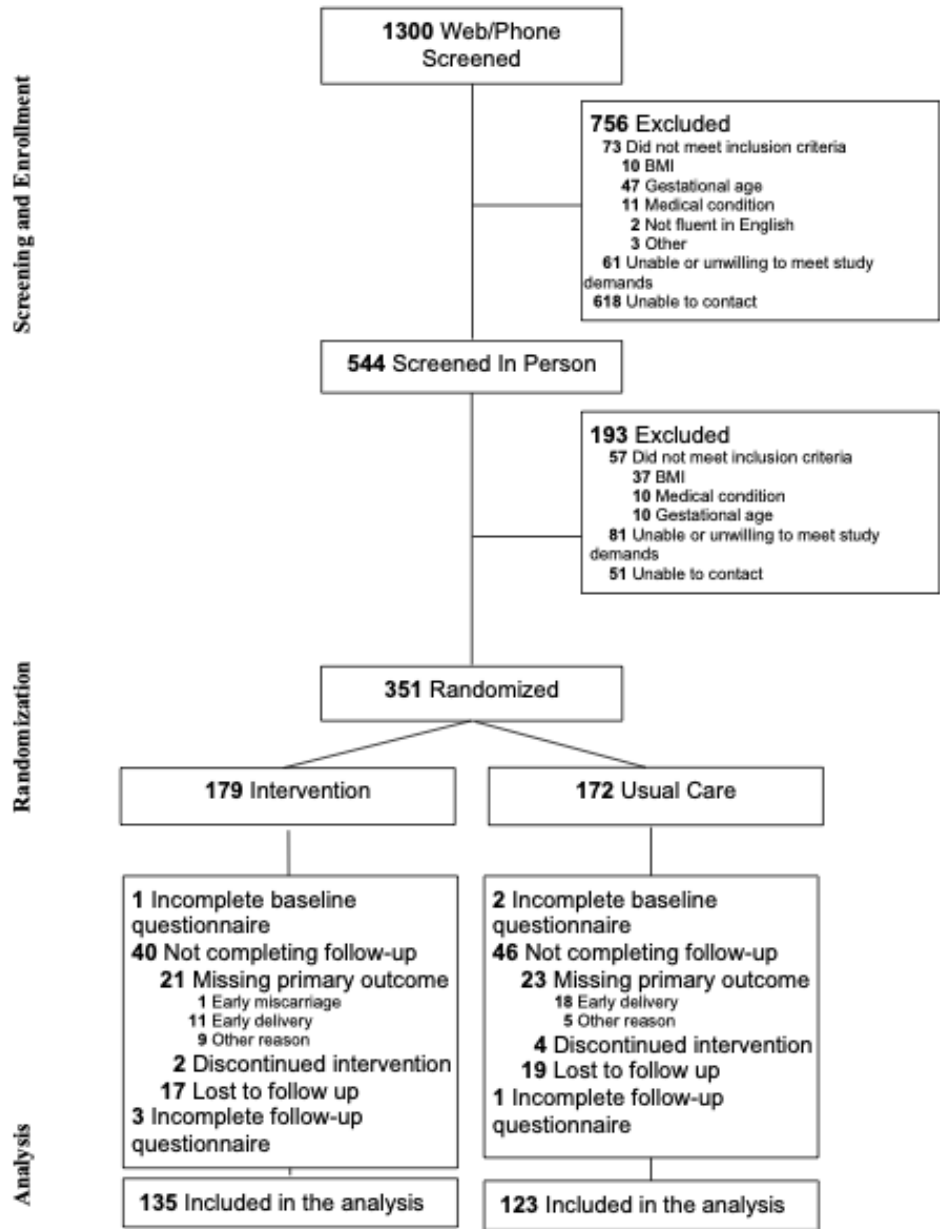 Screening and Enrollment
1300 Web/Phone
Screened
756 Excluded
73 Did not meet inclusion criteria
10 BMI
47 Gestational age
11 Medical condition
2 Not fluent in English
3 Other
61 Unable or unwilling to meet study
demands
618 Unable to contact
544 Screened In Person
193 Excluded
57 Did not meet inclusion criteria
37 BMI
10 Medical condition
10 Gestational age
81 Unable or unwilling to meet study
demands
51 Unable to contact
Randomization
351 Randomized
179 Intervention
172 Usual Care
1 Incomplete baseline
questionnaire
40 Not completing follow-up
21 Missing primary outcome
1 Early miscarriage
11 Early delivery
9 Other reason
2 Discontinued intervention
17 Lost to follow up
3 Incomplete follow-up
questionnaire
2 Incomplete baseline
questionnaire
46 Not completing follow-up
23 Missing primary outcome
18 Early delivery
5 Other reason
4 Discontinued intervention
19 Lost to follow up
1 Incomplete follow-up
questionnaire
Analysis
135 Included in the analysis
123 Included in the analysis